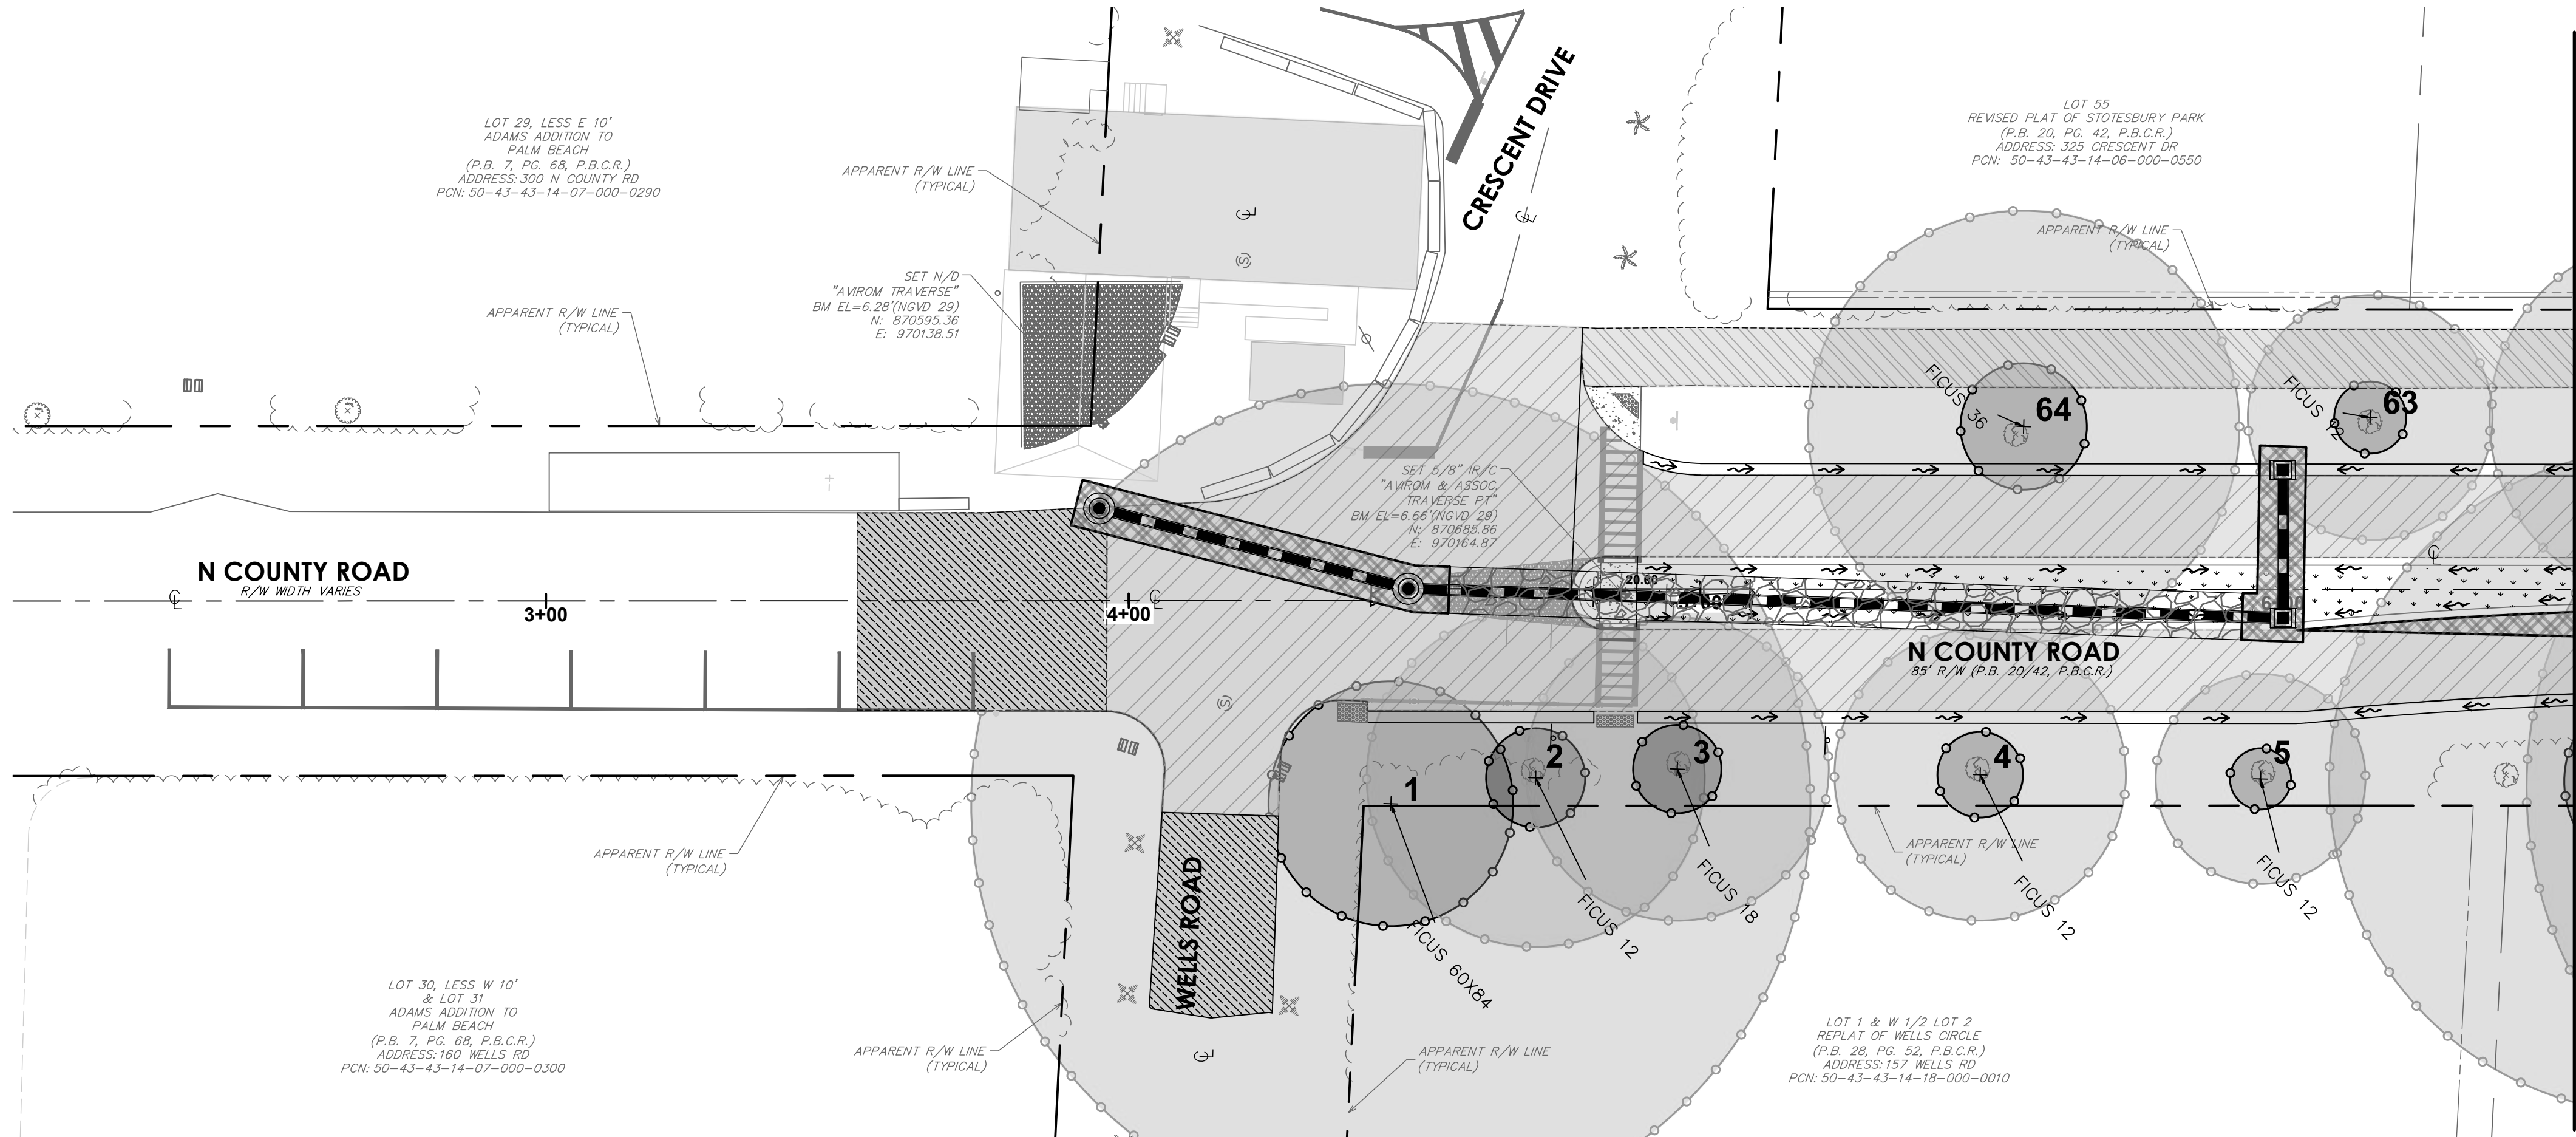 CRESCENT DRIVE
LOT 29, LESS E 10'
ADAMS ADDITION TO
PALM BEACH
(P.B. 7, PG. 68, P.B.C.R.)
ADDRESS: 300 N COUNTY RD
PCN: 50-43-43-14-07-000-0290
APPARENT R/W LINE
(TYPICAL)
LOT 55
REVISED PLAT OF STOTESBURY PARK
(P.B. 20, PG. 42, P.B.C.R.)
ADDRESS: 325 CRESCENT DR
PCN: 50-43-43-14-06-000-0550
APPARENT R/W LINE
(TYPICAL)
SET N/D
"AVIROM TRAVERSE"
BM EL=6.28'(NGVD 29)
N: 870595.36
E: 970138.51
APPARENT R/W LINE
(TYPICAL)
FICUS 36
64
FICUS 12
63
SET 5/8" IR/C
"AVIROM & ASSOC.
TRAVERSE PT"
BM EL=6.66'(NGVD 29)
N: 870685.86
E: 970164.87
N COUNTY ROAD
R/W WIDTH VARIES
3+00
4+00
5+00
N COUNTY ROAD
85' R/W (P.B. 20/42, P.B.C.R.)
1
2
3
4
5
FICUS 60X84
FICUS 12
FICUS 18
FICUS 12
FICUS 12
APPARENT R/W LINE
(TYPICAL)
APPARENT R/W LINE
(TYPICAL)
WELLS ROAD
LOT 30, LESS W 10'
& LOT 31
ADAMS ADDITION TO
PALM BEACH
(P.B. 7, PG. 68, P.B.C.R.)
ADDRESS: 160 WELLS RD
PCN: 50-43-43-14-07-000-0300
APPARENT R/W LINE
(TYPICAL)
APPARENT R/W LINE
(TYPICAL)
LOT 1 & W 1/2 LOT 2
REPLAT OF WELLS CIRCLE
(P.B. 28, PG. 52, P.B.C.R.)
ADDRESS: 157 WELLS RD
PCN: 50-43-43-14-18-000-0010